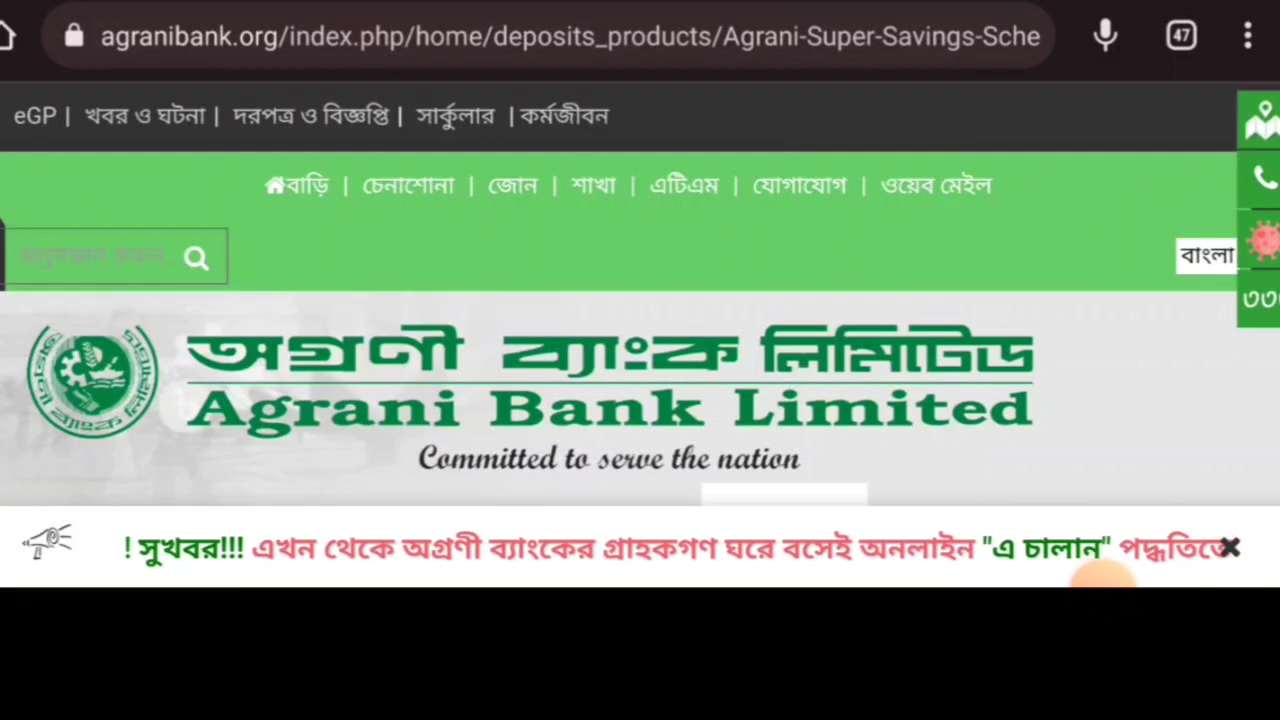 agranibank.org/index.php/home/deposits_products/Agrani-Super-Savings-Sche
47
eGP | খবর ও ঘটনা | দরপত্র ও বিজ্ঞপ্তি | সার্কুলার | কর্মজীবন
বাড়ি | চেনাশোনা | জোন | শাখা | এটিএম | যোগাযোগ | ওয়েব মেইল
বাংলা
৩৩
অগ্রণী ব্যাংক লিমিটেড
Agrani Bank Limited
Committed to serve the nation
! সুখবর!!! এখন থেকে অগ্রণী ব্যাংকের গ্রাহকগণ ঘরে বসেই অনলাইন "এ চালান" পদ্ধতিতে